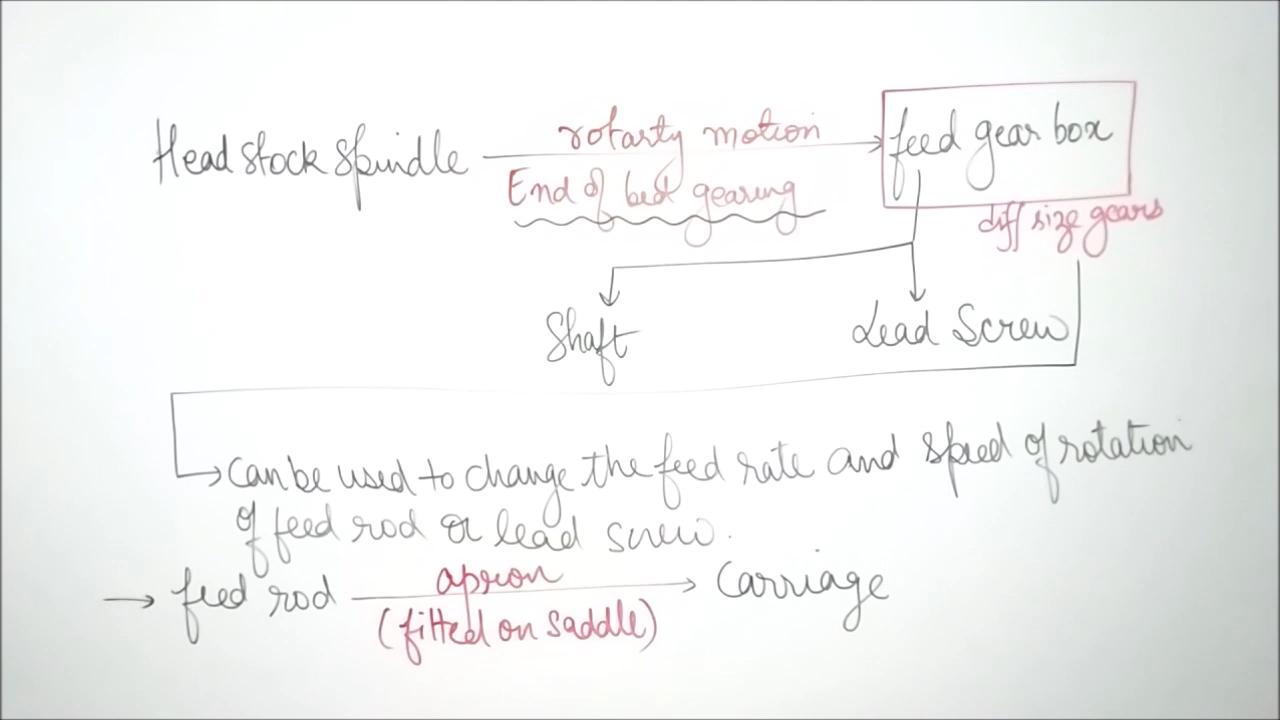 Head stock spindle rotarty motion feed gear box
End of bed gearing
diff size gears
Shaft Lead Screw
Can be used to change the feed rate and speed of rotation
of feed rod or lead screw.
feed rod apron Carriage
(fitted on saddle)